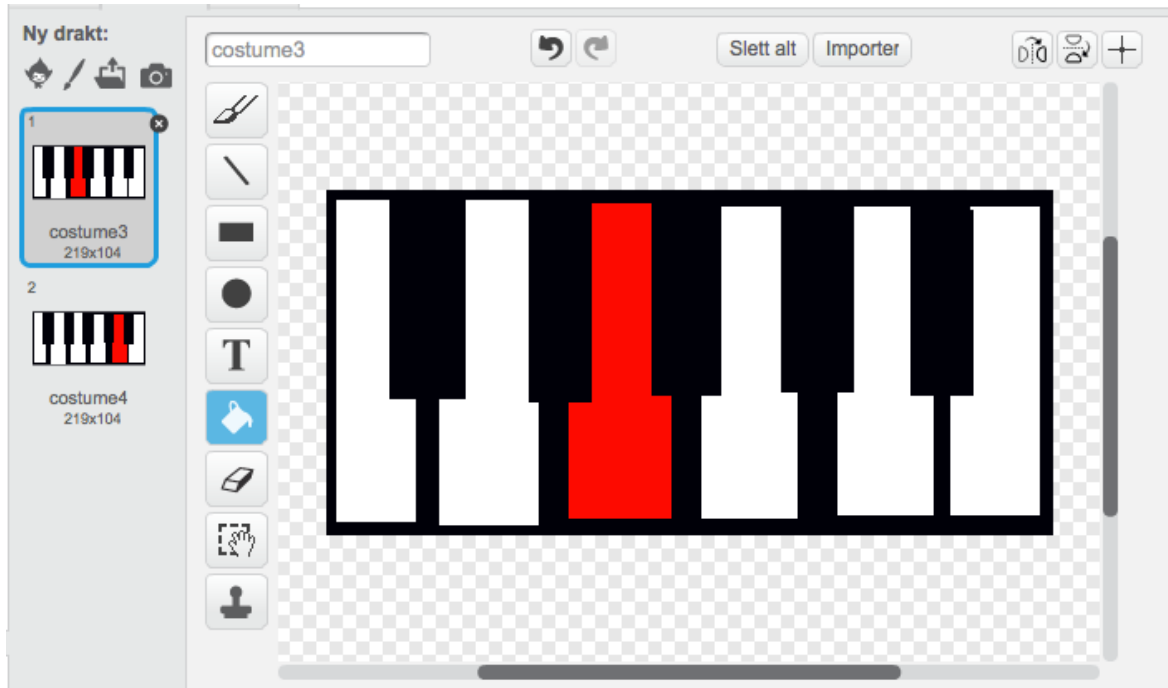 Ny drakt:
costume3
Slett alt
Importer
1
costume3
219x104
2
costume4
219x104
T